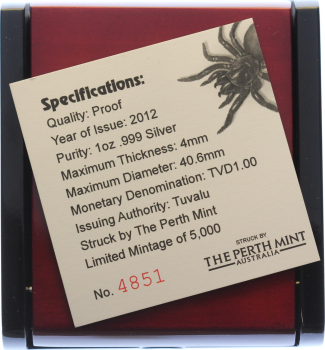 Specifications:
Quality: Proof
Year of Issue: 2012
Purity: 1oz .999 Silver
Maximum Thickness: 4mm
Maximum Diameter: 40.6mm
Monetary Denomination: TVD1.00
Issuing Authority: Tuvalu
Struck by The Perth Mint
Limited Mintage of 5,000
No. 4851
STRUCK BY
THE PERTH MINT
AUSTRALIA